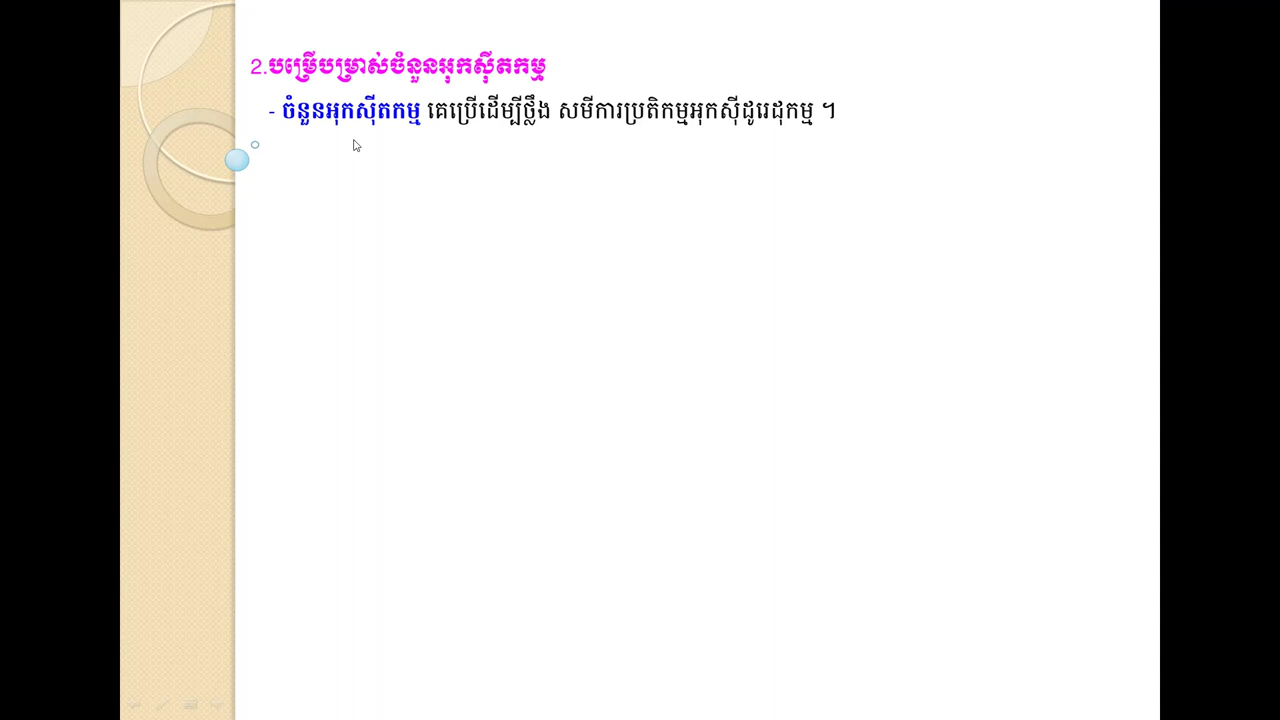 2.បម្រើបម្រាស់ចំនួនអុកស៊ីតកម្ម
- ចំនួនអុកស៊ីតកម្ម គេប្រើដើម្បីថ្លឹង សមីការប្រតិកម្មអុកស៊ីដូរេដុកម្ម ។